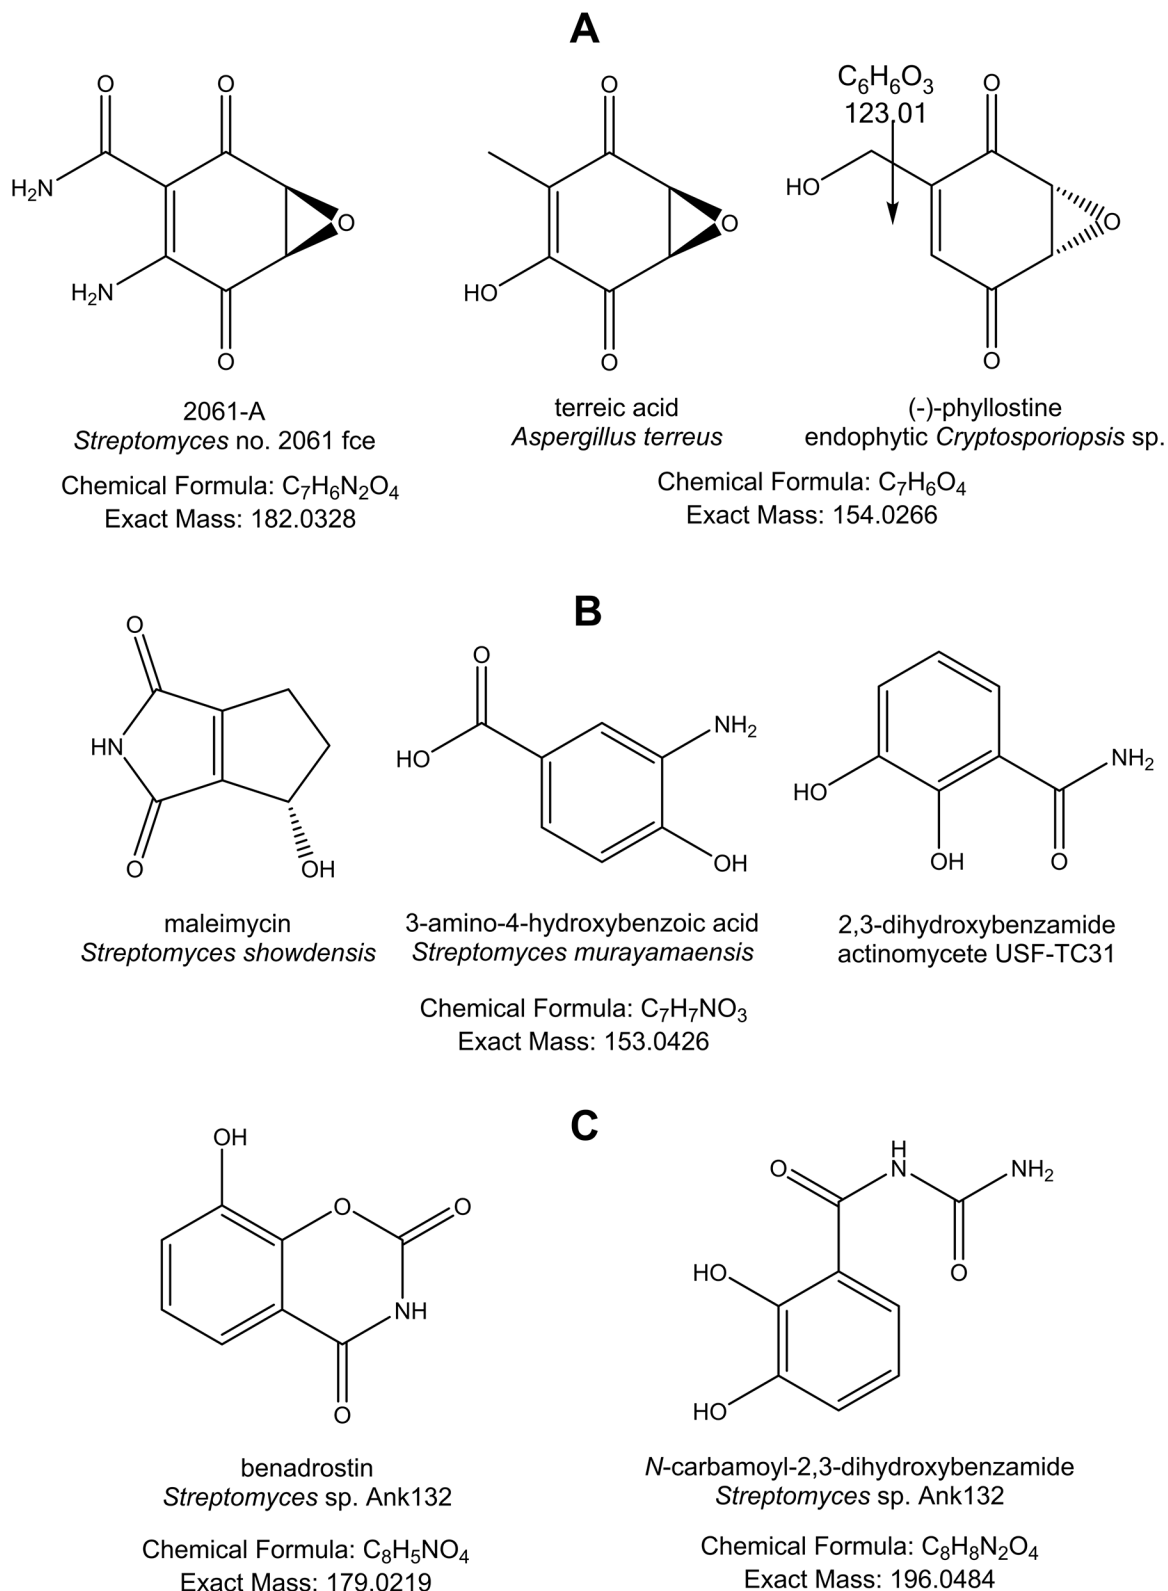 A
O
O
H₂N
H₂N
O
O
O
O
HO
O
C₆H₆O₃
123.01
O
HO
O
O
2061-A
Streptomyces no. 2061 fce
Chemical Formula: C₇H₆N₂O₄
Exact Mass: 182.0328
terreic acid
Aspergillus terreus
(-)-phyllostine
endophytic Cryptosporiopsis sp.
Chemical Formula: C₇H₆O₄
Exact Mass: 154.0266
B
O
HN
O
OH
O
HO
NH₂
OH
HO
OH
NH₂
O
maleimycin
Streptomyces showdensis
3-amino-4-hydroxybenzoic acid
Streptomyces murayamaensis
2,3-dihydroxybenzamide
actinomycete USF-TC31
Chemical Formula: C₇H₇NO₃
Exact Mass: 153.0426
C
OH
O
O
NH
O
O
H
N
NH₂
O
HO
HO
benadrostin
Streptomyces sp. Ank132
Chemical Formula: C₈H₅NO₄
Exact Mass: 179.0219
N-carbamoyl-2,3-dihydroxybenzamide
Streptomyces sp. Ank132
Chemical Formula: C₈H₈N₂O₄
Exact Mass: 196.0484